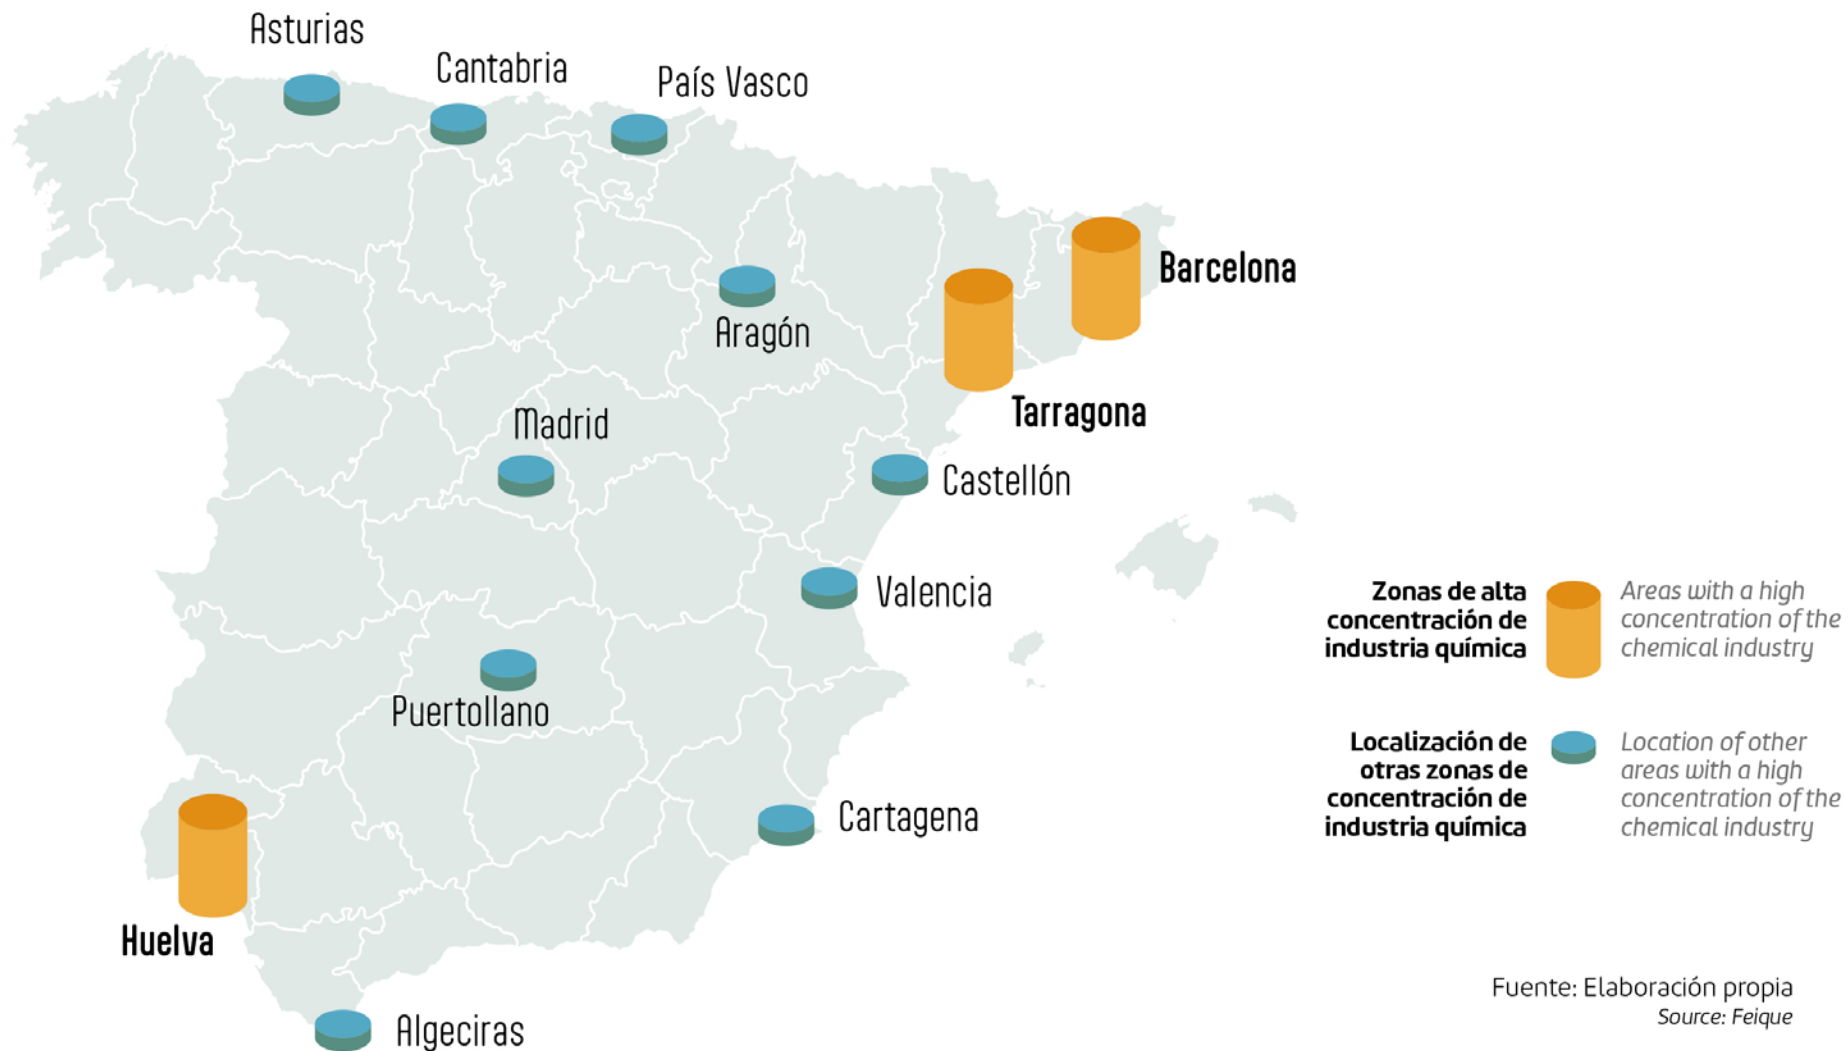 Asturias
Cantabria
País Vasco
Barcelona
Aragón
Tarragona
Madrid
Castellón
Valencia
Puertollano
Cartagena
Huelva
Algeciras
Zonas de alta
concentración de
industria química
Areas with a high
concentration of the
chemical industry
Localización de
otras zonas de
concentración de
industria química
Location of other
areas with a high
concentration of the
chemical industry
Fuente: Elaboración propia
Source: Feique